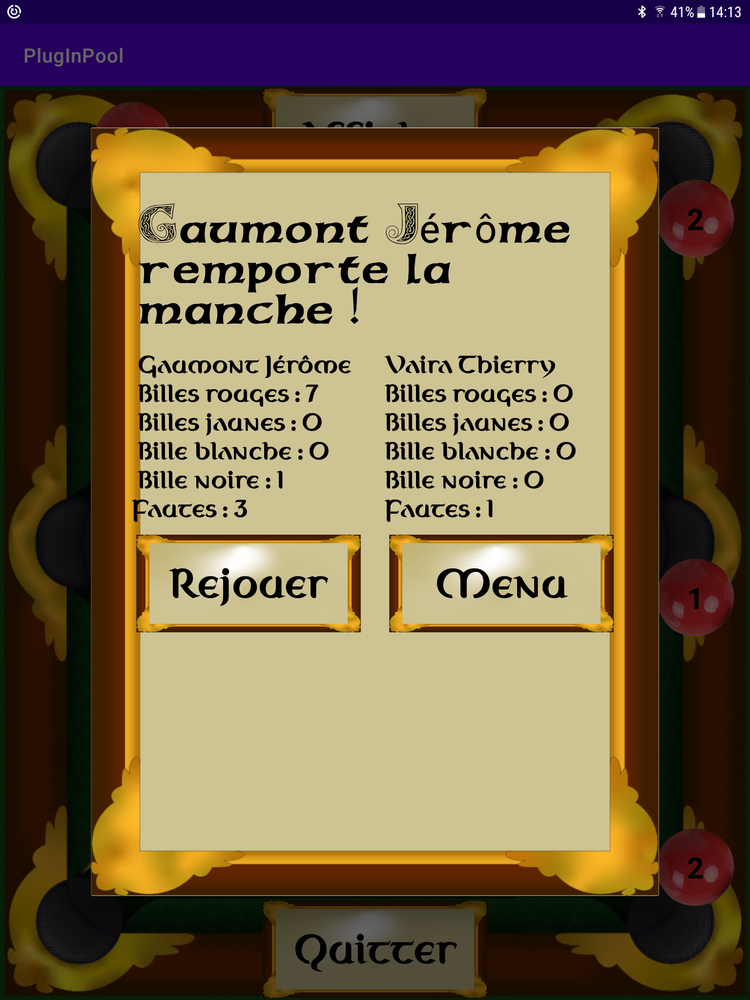 41% 14:13
PlugInPool
Gaumont Jérôme
remporte la
manche !
Gaumont Jérôme
Billes rouges : 7
Billes jaunes : 0
Bille blanche : 0
Bille noire : 1
Fautes : 3
Vaira Thierry
Billes rouges : 0
Billes jaunes : 0
Bille blanche : 0
Bille noire : 0
Fautes : 1
Rejouer
Menu
2
1
2
Quitter